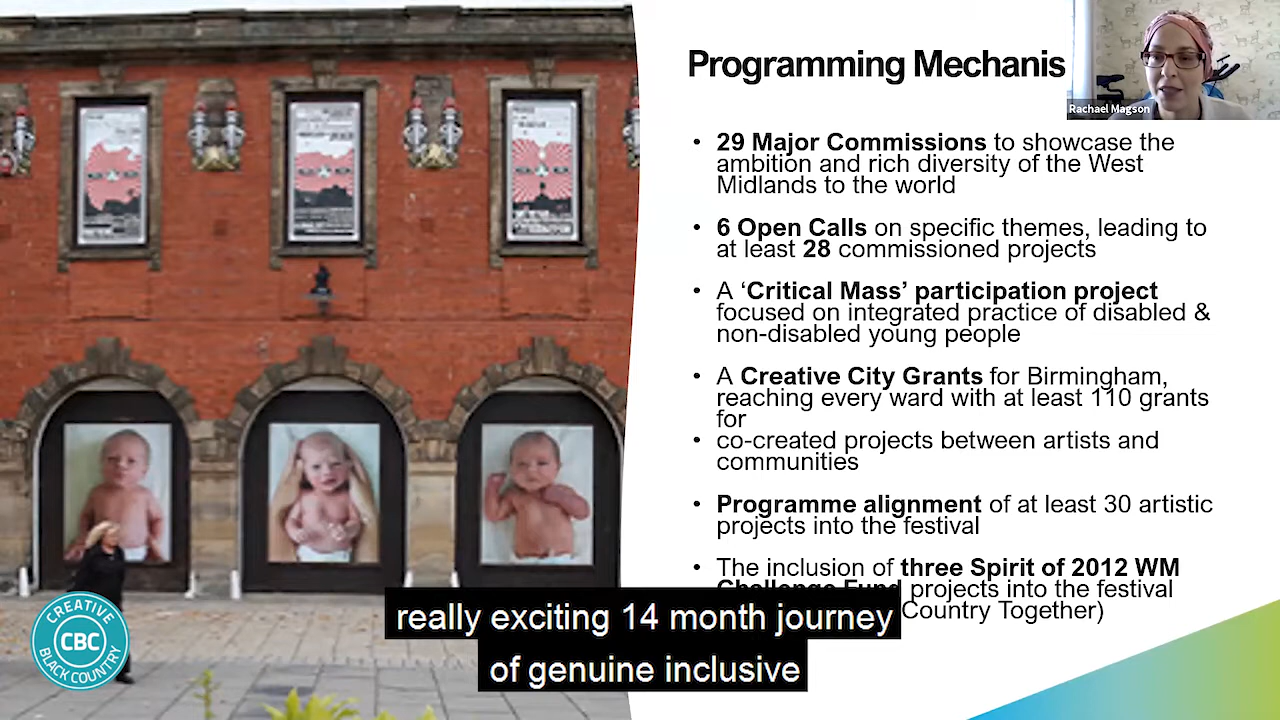 Programming Mechanis
Rachael Magson
• 29 Major Commissions to showcase the
ambition and rich diversity of the West
Midlands to the world
• 6 Open Calls on specific themes, leading to
at least 28 commissioned projects
• A ‘Critical Mass’ participation project
focused on integrated practice of disabled &
non-disabled young people
• A Creative City Grants for Birmingham,
reaching every ward with at least 110 grants
for
• co-created projects between artists and
communities
• Programme alignment of at least 30 artistic
projects into the festival
• The inclusion of three Spirit of 2012 WM
Challenge Fund projects into the festival
Country Together)
really exciting 14 month journey
of genuine inclusive
CREATIVE
CBC
BLACK COUNTRY